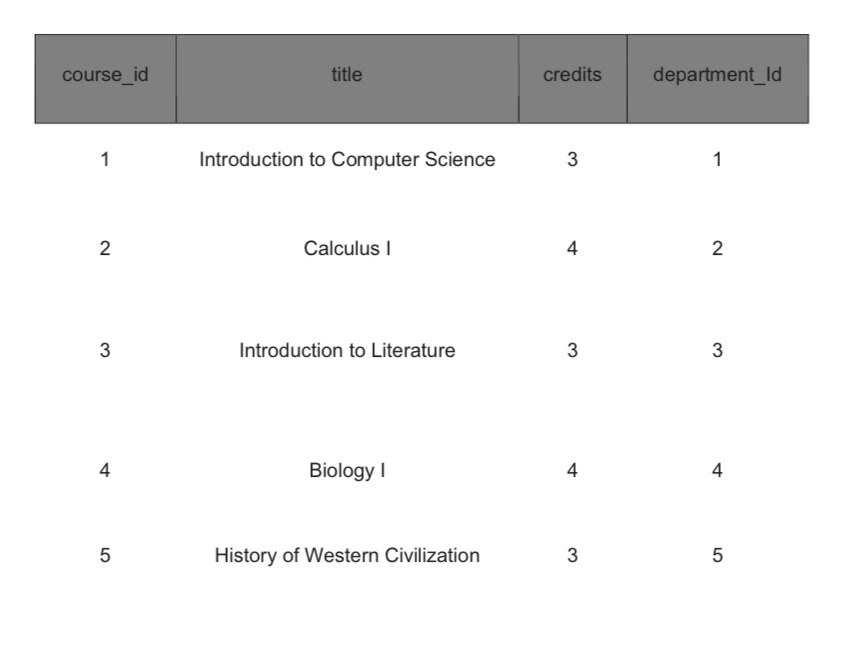 course_id title credits department_Id
1 Introduction to Computer Science 3 1
2 Calculus I 4 2
3 Introduction to Literature 3 3
4 Biology I 4 4
5 History of Western Civilization 3 5